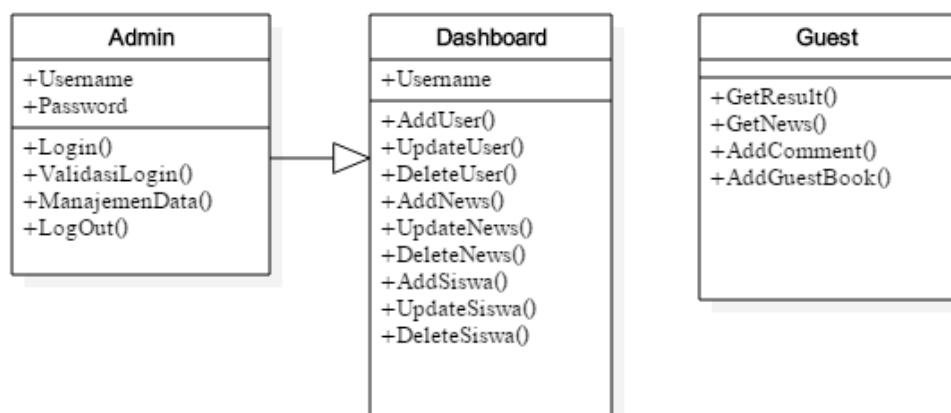 Admin
+Username
+Password
+Login()
+ValidasiLogin()
+ManajemenData()
+LogOut()
Dashboard
+Username
+AddUser()
+UpdateUser()
+DeleteUser()
+AddNews()
+UpdateNews()
+DeleteNews()
+AddSiswa()
+UpdateSiswa()
+DeleteSiswa()
Guest
+GetResult()
+GetNews()
+AddComment()
+AddGuestBook()